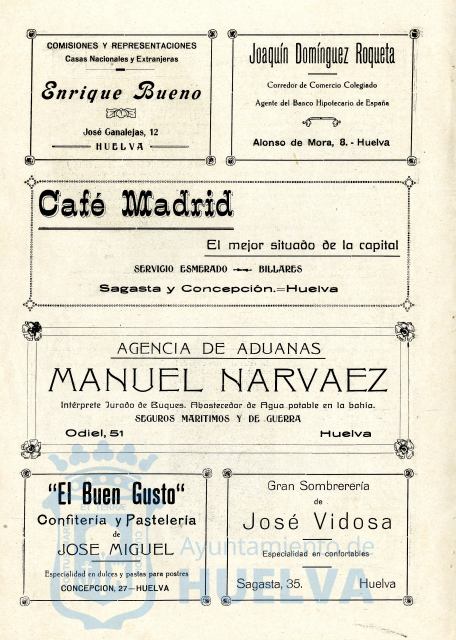 COMISIONES Y REPRESENTACIONES
Casas Nacionales y Extranjeras
Enrique Bueno
José Canalejas, 12
HUELVA
Joaquín Domínguez Roqueta
Corredor de Comercio Colegiado
Agente del Banco Hipotecario de España
Alonso de Mora, 8. - Huelva
Café Madrid
El mejor situado de la capital
SERVICIO ESMERADO BILLARES
Sagasta y Concepción.=Huelva
AGENCIA DE ADUANAS
MANUEL NARVAEZ
Intérprete Jurado de Buques. Abastecedor de Agua potable en la bahía.
SEGUROS MARITIMOS Y DE GUERRA
Odiel, 51 Huelva
"El Buen Gusto"
Confitería y Pastelería
de
JOSE MIGUEL
Especialidad en dulces y pastas para postres
CONCEPCION, 27—HUELVA
Gran Sombrerería
de
José Vidosa
Especialidad en confortables
Sagasta, 35. Huelva
Ayuntamiento de
HUELVA